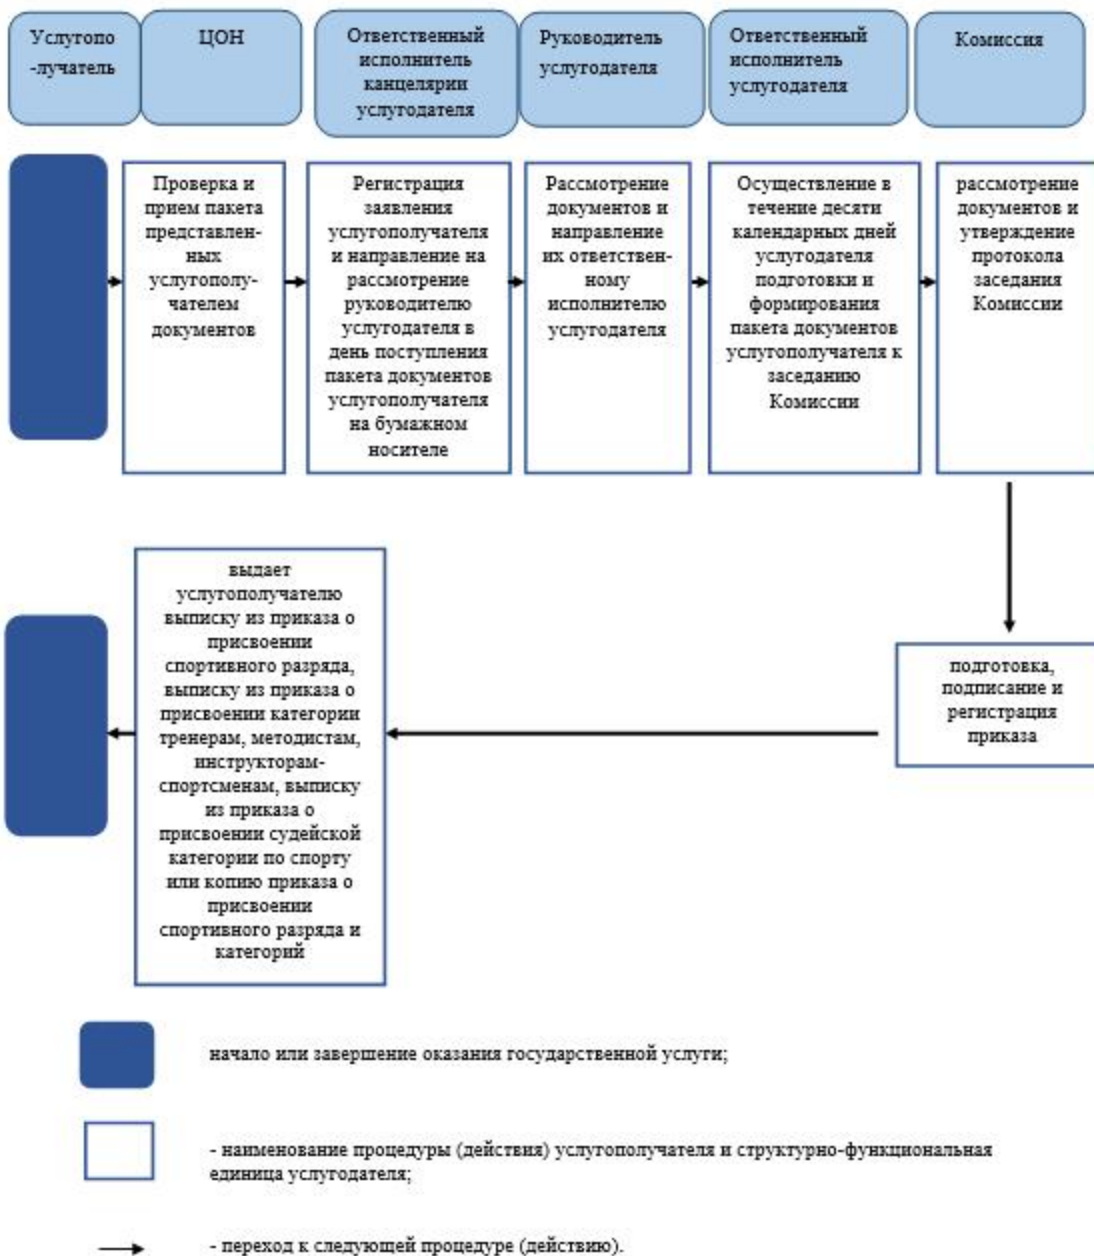 Услугопо
-лучатель
ЦОН
Ответственный
исполнитель
канцелярии
услугодателя
Руководитель
услугодателя
Ответственный
исполнитель
услугодателя
Комиссия
Проверка и
прием пакета
представлен-
ных
услугополу-
чателем
документов
Регистрация
заявления
услугополучателя
и направление на
рассмотрение
руководителю
услугодателя в
день поступления
пакета документов
услугополучателя
на бумажном
носителе
Рассмотрение
документов и
направление
их ответствен-
ному
исполнителю
услугодателя
Осуществление в
течение десяти
календарных дней
услугодателя
подготовки и
формирования
пакета документов
услугополучателя к
заседанию
Комиссии
рассмотрение
документов и
утверждение
протокола
заседания
Комиссии
выдает
услугополучателю
выписку из приказа о
присвоении
спортивного разряда,
выписку из приказа о
присвоении категории
тренерам, методистам,
инструкторам-
спортсменам, выписку
из приказа о
присвоении судейской
категории по спорту
или копию приказа о
присвоении
спортивного разряда и
категорий
подготовка,
подписание и
регистрация
приказа
начало или завершение оказания государственной услуги;
- наименование процедуры (действия) услугополучателя и структурно-функциональная
единица услугодателя;
- переход к следующей процедуре (действию).